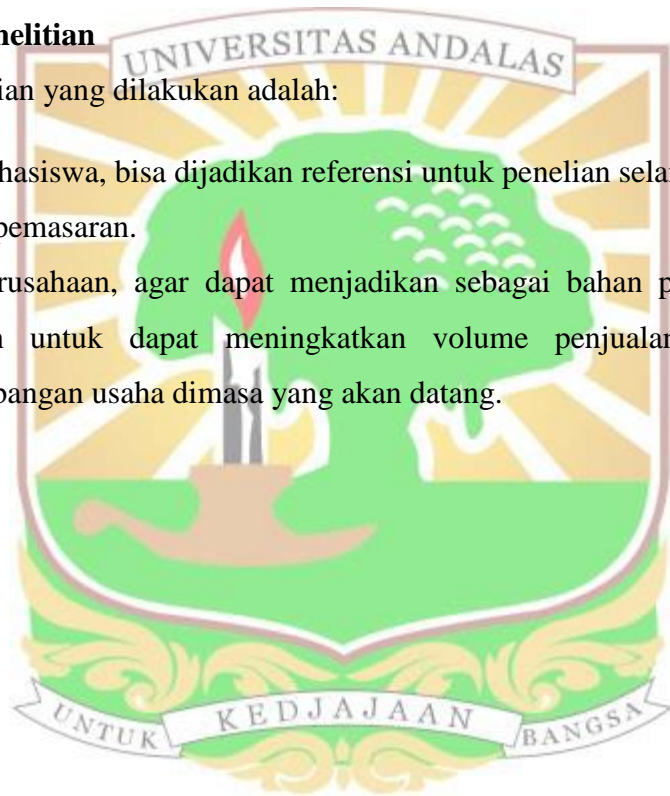 nelitian
UNIVERSITAS ANDALAS
ian yang dilakukan adalah:
hasiswa, bisa dijadikan referensi untuk penelian sela
pemasaran.
rusahaan, agar dapat menjadikan sebagai bahan p
untuk dapat meningkatkan volume penjualan
bangan usaha dimasa yang akan datang.
UNTUK KEDJAJAAN BANGSA